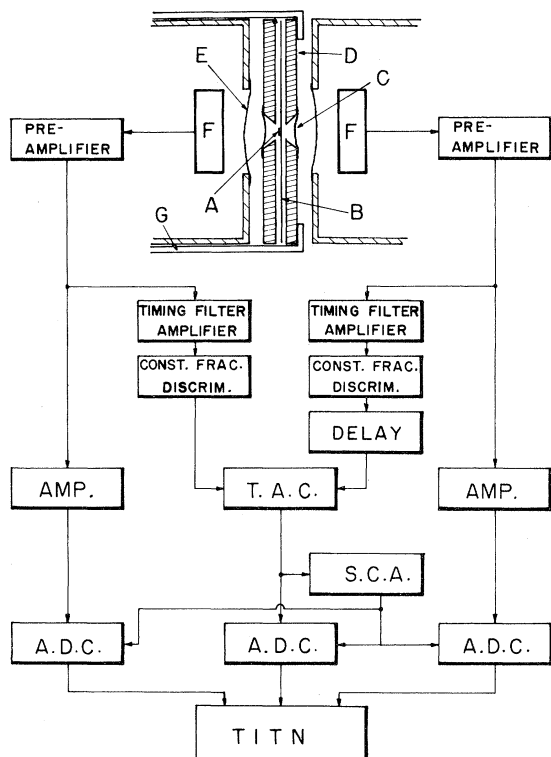 D
E
C
F
F
PRE-
AMPLIFIER
PRE-
AMPLIFIER
A
B
G
TIMING FILTER
AMPLIFIER
TIMING FILTER
AMPLIFIER
CONST. FRAC.
DISCRIM.
CONST. FRAC.
DISCRIM.
DELAY
AMP.
T. A. C.
AMP.
S.C.A.
A.D.C.
A.D.C.
A.D.C.
TITN